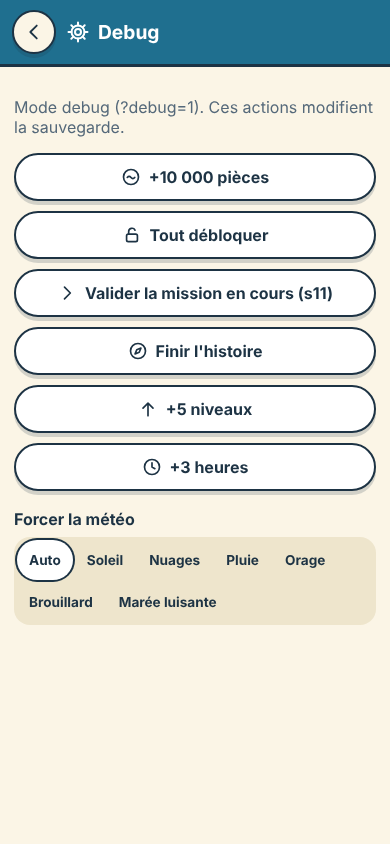 Debug
Mode debug (?debug=1). Ces actions modifient
la sauvegarde.
+10 000 pièces
Tout débloquer
Valider la mission en cours (s11)
Finir l'histoire
+5 niveaux
+3 heures
Forcer la météo
Auto Soleil Nuages Pluie Orage
Brouillard Marée luisante